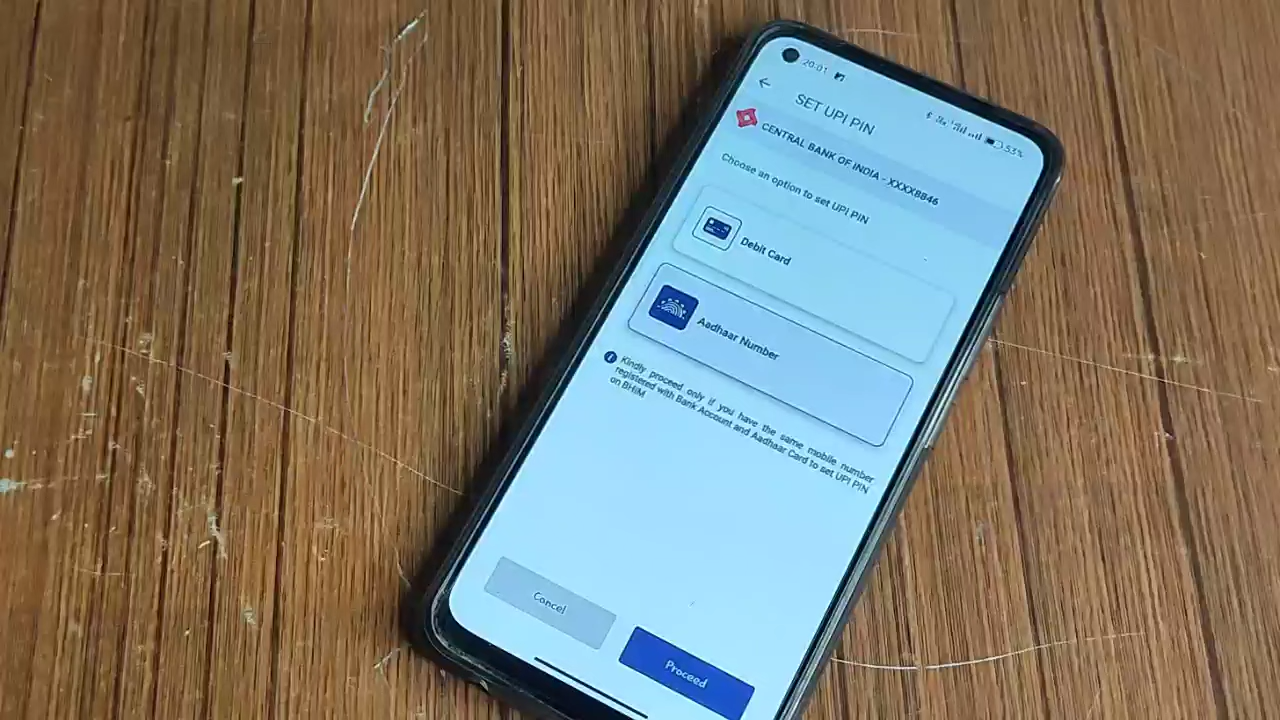 20:01
53%
SET UPI PIN
CENTRAL BANK OF INDIA - XXXX8846
Choose an option to set UPI PIN
Debit Card
Aadhaar Number
Kindly proceed only if you have the same mobile number
registered with Bank Account and Aadhaar Card to set UPI PIN
on BHIM
Cancel
Proceed